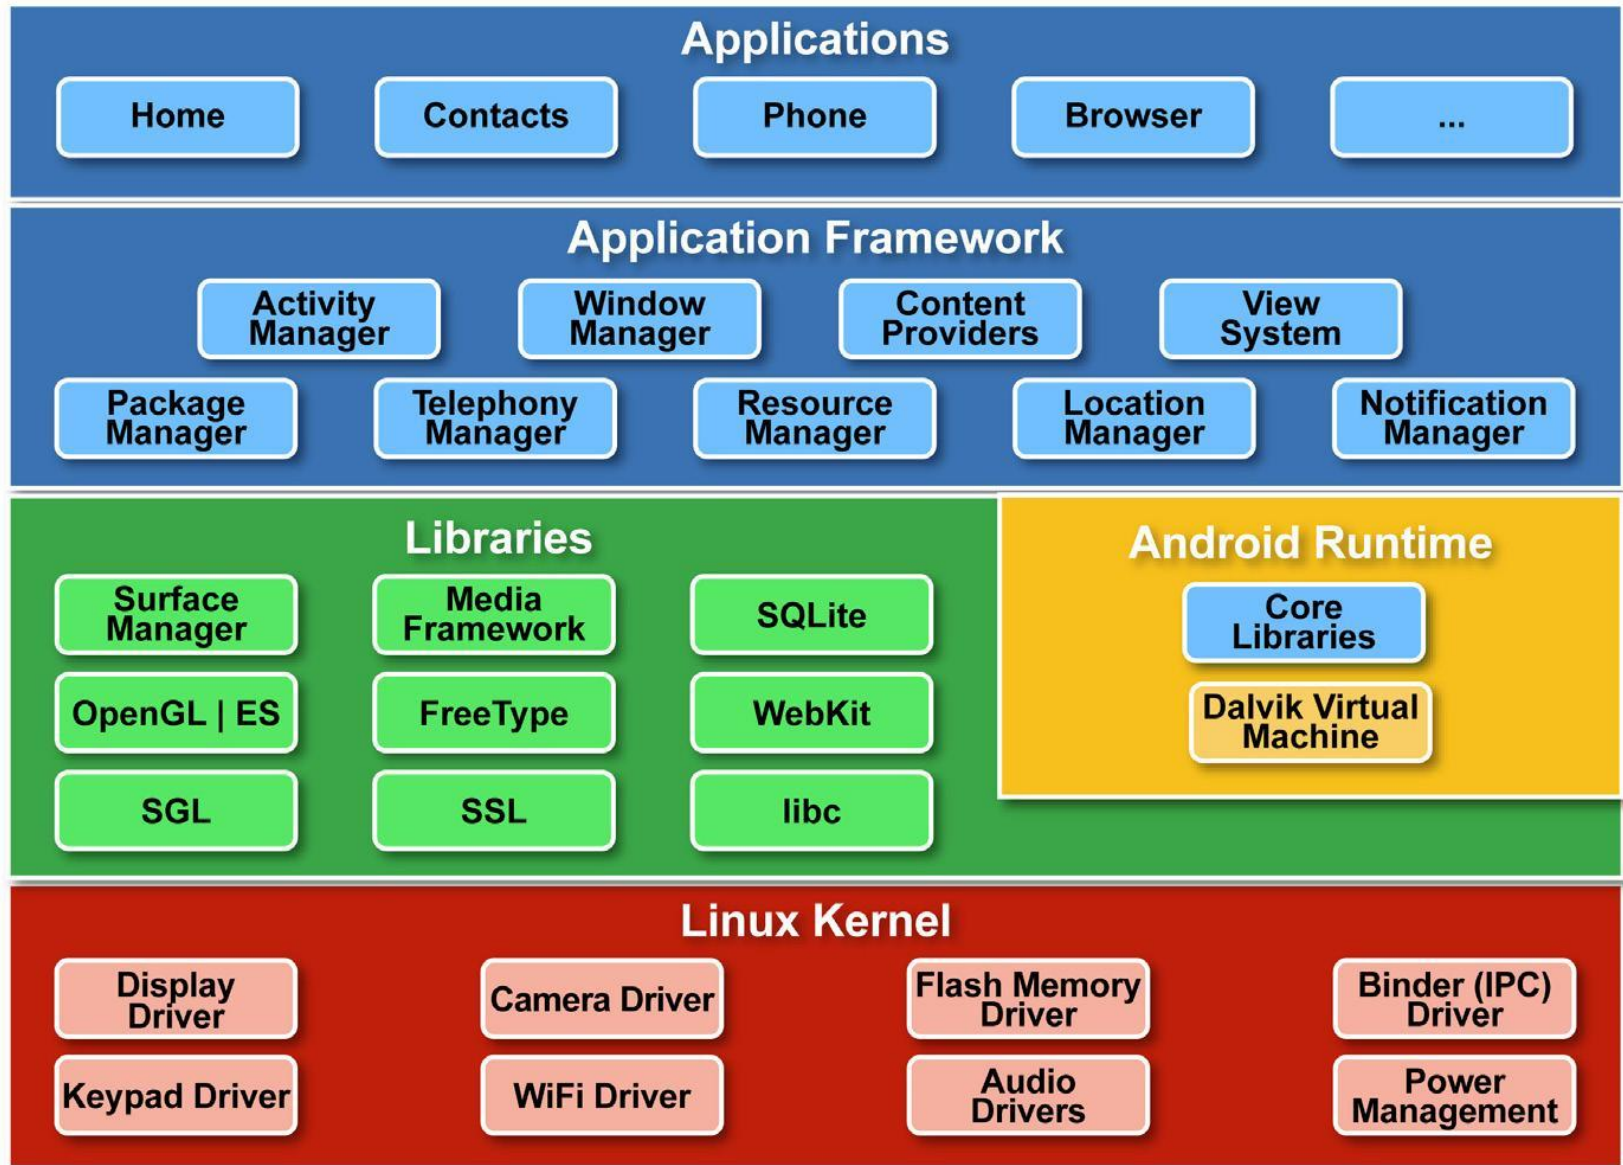 Applications
Home
Contacts
Phone
Browser
...
Application Framework
Activity
Manager
Window
Manager
Content
Providers
View
System
Package
Manager
Telephony
Manager
Resource
Manager
Location
Manager
Notification
Manager
Libraries
Surface
Manager
Media
Framework
SQLite
OpenGL | ES
FreeType
WebKit
SGL
SSL
libc
Android Runtime
Core
Libraries
Dalvik Virtual
Machine
Linux Kernel
Display
Driver
Camera Driver
Flash Memory
Driver
Binder (IPC)
Driver
Keypad Driver
WiFi Driver
Audio
Drivers
Power
Management